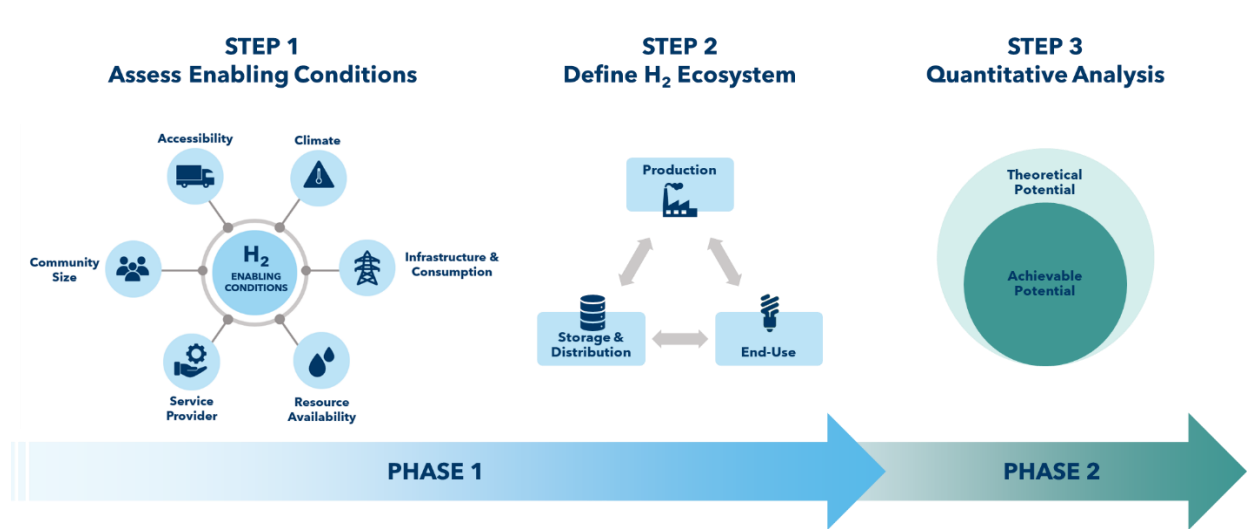 STEP 1
Assess Enabling Conditions
Accessibility
Climate
Community
Size
H₂
ENABLING
CONDITIONS
Infrastructure &
Consumption
Service
Provider
Resource
Availability
STEP 2
Define H₂ Ecosystem
Production
Storage &
Distribution
End-Use
STEP 3
Quantitative Analysis
Theoretical
Potential
Achievable
Potential
PHASE 1
PHASE 2